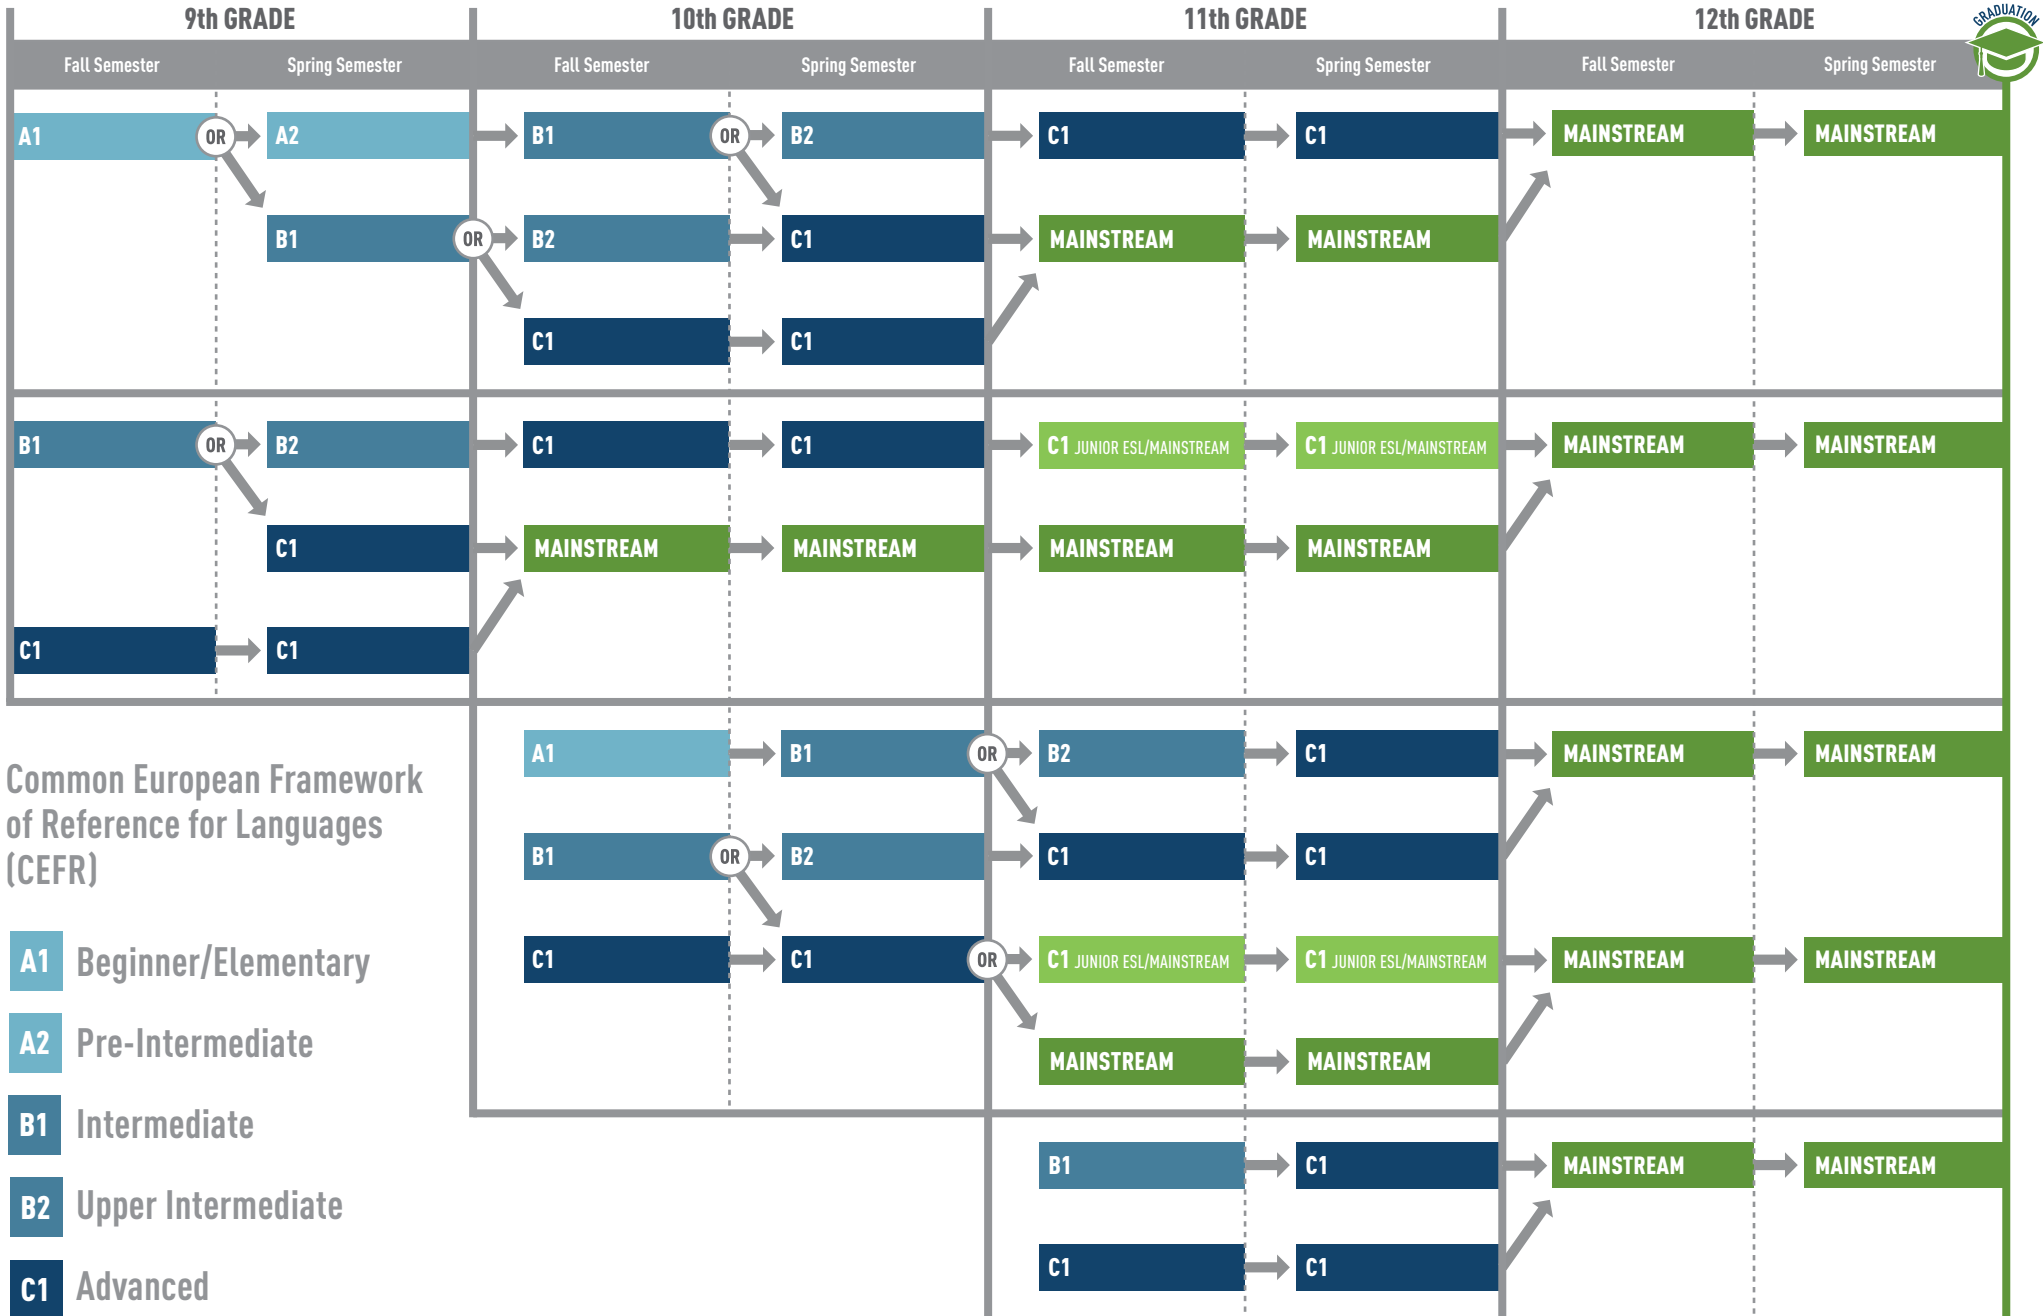 9th GRADE
10th GRADE
11th GRADE
12th GRADE
GRADUATION
Fall Semester
Spring Semester
Fall Semester
Spring Semester
Fall Semester
Spring Semester
Fall Semester
Spring Semester
A1
OR
A2
B1
OR
B2
C1
C1
MAINSTREAM
MAINSTREAM
B1
OR
B2
C1
MAINSTREAM
MAINSTREAM
C1
C1
B1
OR
B2
C1
C1
C1 JUNIOR ESL/MAINSTREAM
C1 JUNIOR ESL/MAINSTREAM
MAINSTREAM
MAINSTREAM
C1
MAINSTREAM
MAINSTREAM
MAINSTREAM
MAINSTREAM
C1
C1
A1
B1
OR
B2
C1
MAINSTREAM
MAINSTREAM
B1
OR
B2
C1
C1
C1
C1
OR
C1 JUNIOR ESL/MAINSTREAM
C1 JUNIOR ESL/MAINSTREAM
MAINSTREAM
MAINSTREAM
MAINSTREAM
MAINSTREAM
B1
C1
MAINSTREAM
MAINSTREAM
C1
C1
Common European Framework
of Reference for Languages
(CEFR)
A1 Beginner/Elementary
A2 Pre-Intermediate
B1 Intermediate
B2 Upper Intermediate
C1 Advanced